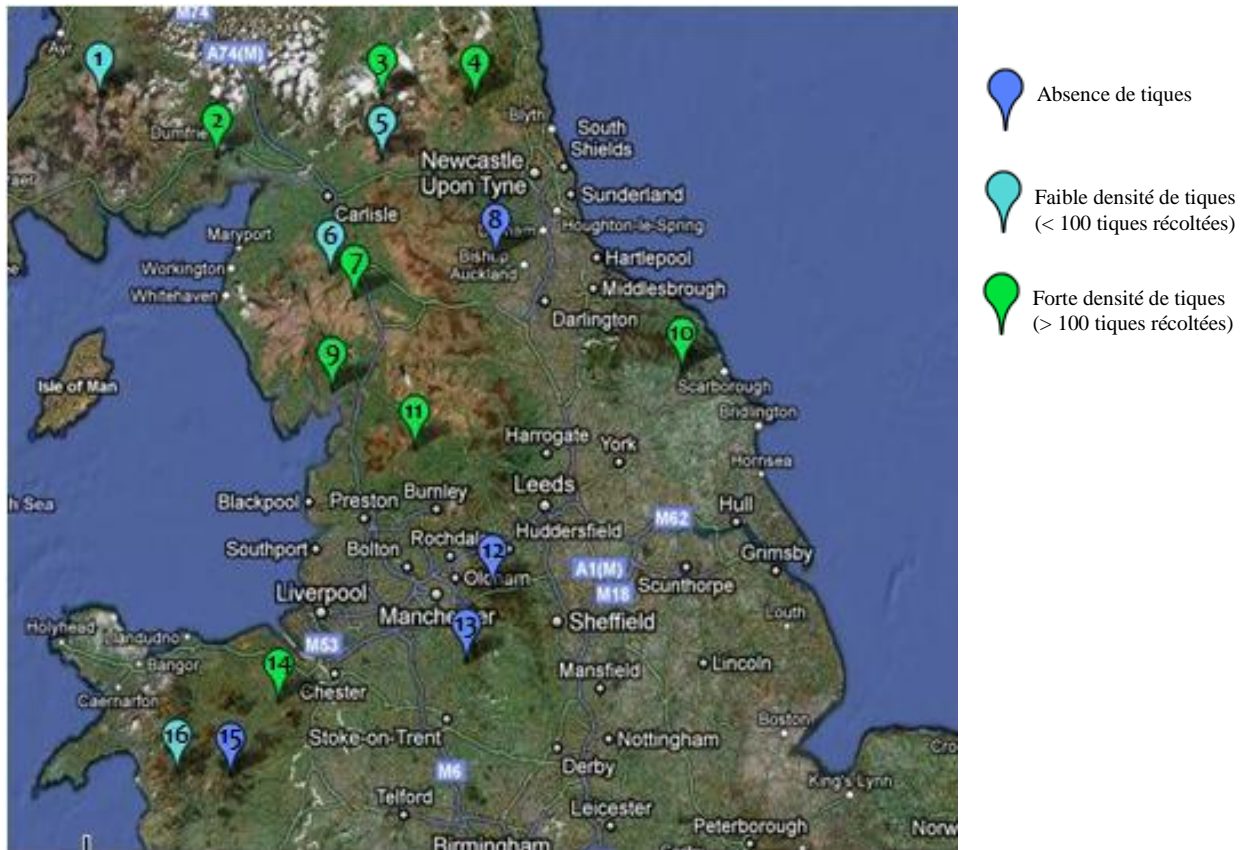 M74
Ayr
A74(M)
1
3
4
Absence de tiques
Dumfrie
2
5
Blyth
South
Shields
Newcastle
Upon Tyne
Sunderland
Faible densité de tiques
(< 100 tiques récoltées)
Carlisle
8
Houghton-le-Spring
Maryport
6
7
Bishop
Auckland
Hartlepool
Workington
Middlesbrough
Whitehaven
Darlington
Forte densité de tiques
(> 100 tiques récoltées)
10
9
Isle of Man
Scarborough
11
Bridlington
Harrogate
York
Hornsea
Blackpool
Preston
Burnley
Leeds
h Sea
Hull
M62
Southport
Bolton
Rochdal
12
Huddersfield
Grimsby
Oldham
A1(M)
Scunthorpe
M18
Liverpool
Manchester
Sheffield
Louth
Holyhead
Llandudno
M53
13
Bangor
14
Chester
Mansfield
Lincoln
Caernarfon
16
15
Stoke-on-Trent
Nottingham
Boston
Derby
Cro
M6
King's Lynn
Telford
Leicester
Peterborough
Norw
Birmingham